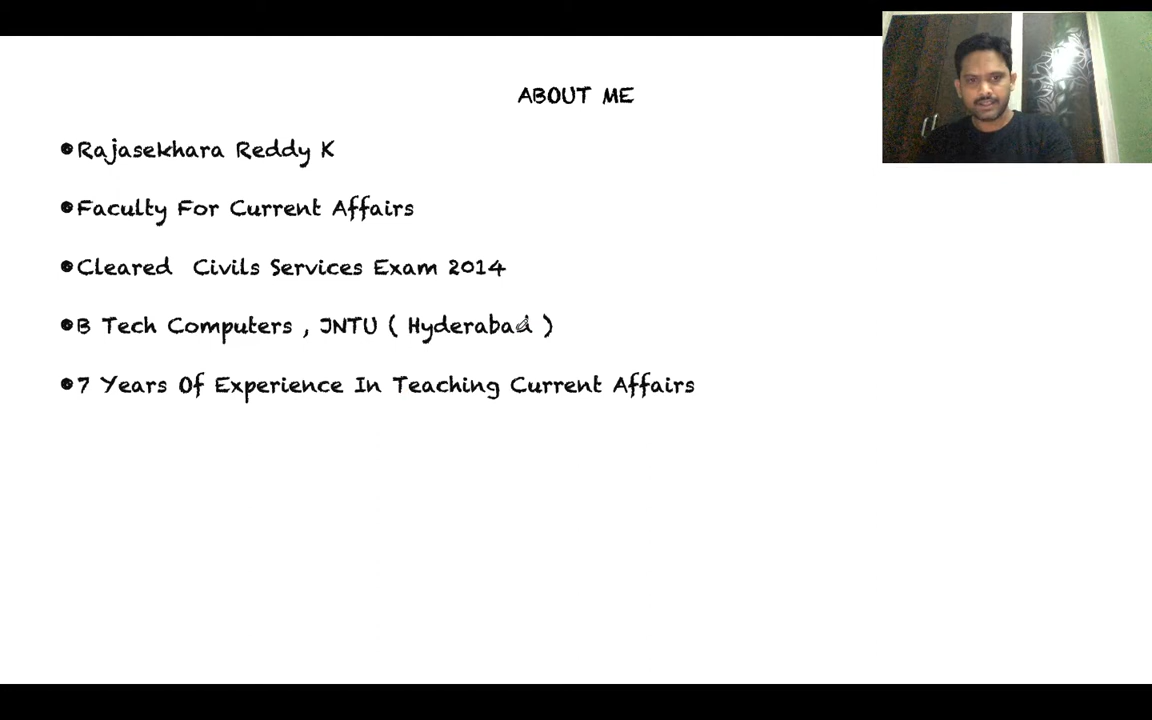 ABOUT ME
•Rajasekhara Reddy K
•Faculty For Current Affairs
•Cleared Civils Services Exam 2014
•B Tech Computers , JNTU ( Hyderabad )
•7 Years Of Experience In Teaching Current Affairs